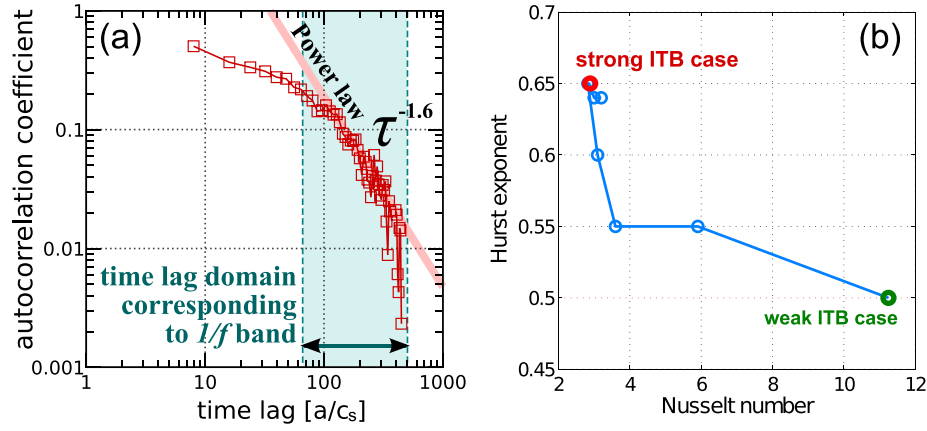 (a)
autocorrelation coefficient
1
0.1
0.01
0.001
Power law
τ^-1.6
time lag domain
corresponding
to 1/f band
1
10
100
1000
time lag [a/c_s]
(b)
Hurst exponent
0.7
0.65
0.6
0.55
0.5
0.45
strong ITB case
weak ITB case
2
4
6
8
10
12
Nusselt number